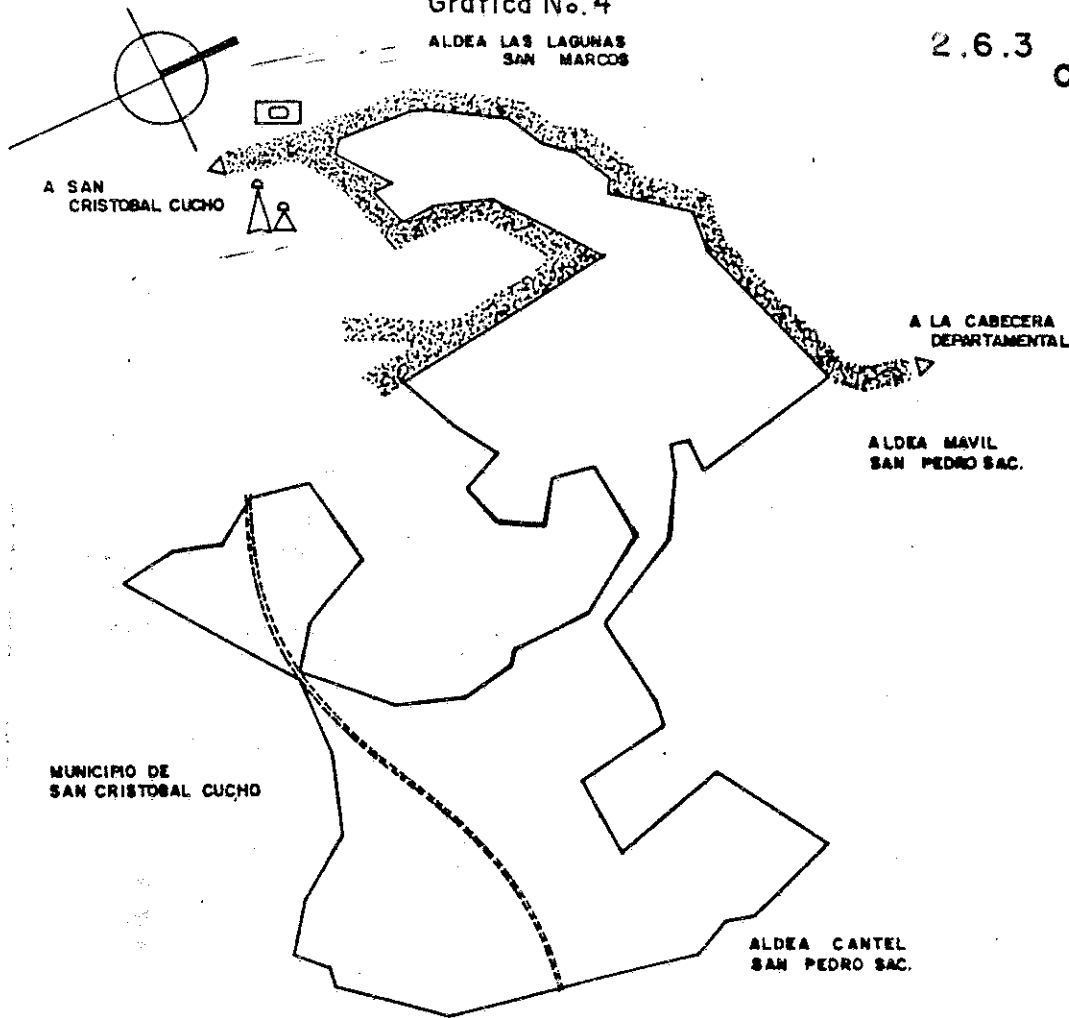 Gráfica No. 4
ALDEA LAS LAGUNAS
SAN MARCOS
2.6.3
A SAN
CRISTOBAL CUCHO
A LA CABECERA
DEPARTAMENTAL
ALDEA MAVIL
SAN PEDRO SAC.
MUNICIPIO DE
SAN CRISTOBAL CUCHO
ALDEA CANTEL
SAN PEDRO SAC.